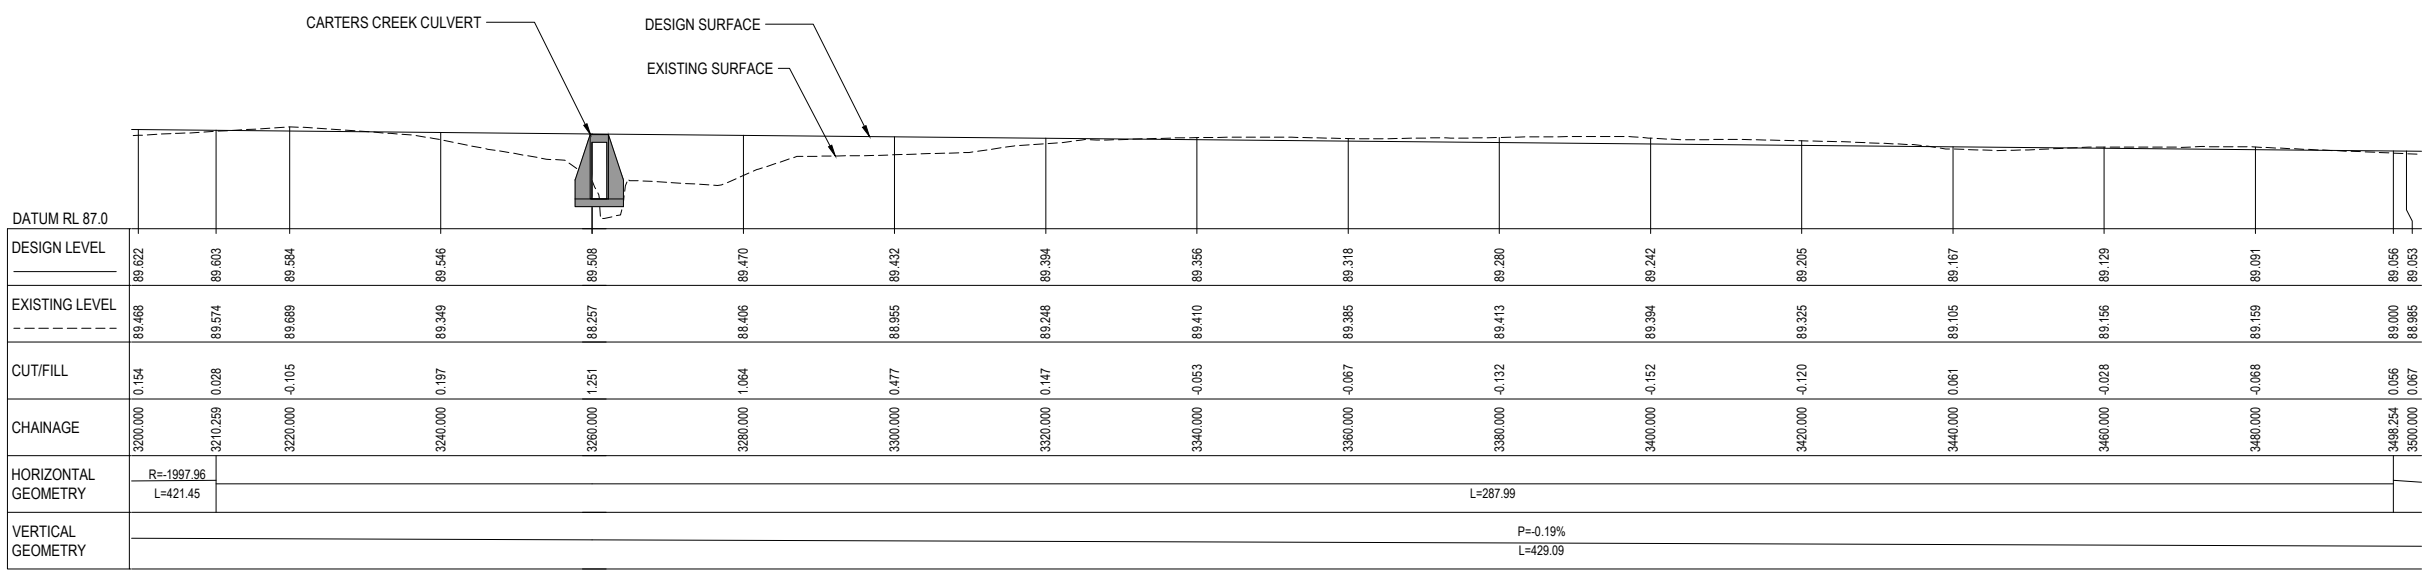 CARTERS CREEK CULVERT
DESIGN SURFACE
EXISTING SURFACE
DATUM RL 87.0
DESIGN LEVEL 89.622 89.603 89.584 89.546 89.508 89.470 89.432 89.394 89.356 89.318 89.280 89.242 89.205 89.167 89.129 89.091 89.056 89.053
EXISTING LEVEL 89.468 89.574 89.689 89.349 88.257 88.406 88.955 89.248 89.410 89.385 89.413 89.394 89.325 89.105 89.156 89.159 89.000 88.985
CUT/FILL 0.154 0.028 -0.105 0.197 1.251 1.064 0.477 0.147 -0.053 -0.067 -0.132 -0.152 -0.120 0.061 -0.028 -0.068 0.056 0.067
CHAINAGE 3200.000 3210.259 3220.000 3240.000 3260.000 3280.000 3300.000 3320.000 3340.000 3360.000 3380.000 3400.000 3420.000 3440.000 3460.000 3480.000 3498.254 3500.000
HORIZONTAL
GEOMETRY
R=-1997.96
L=421.45
L=287.99
VERTICAL
GEOMETRY
P=-0.19%
L=429.09